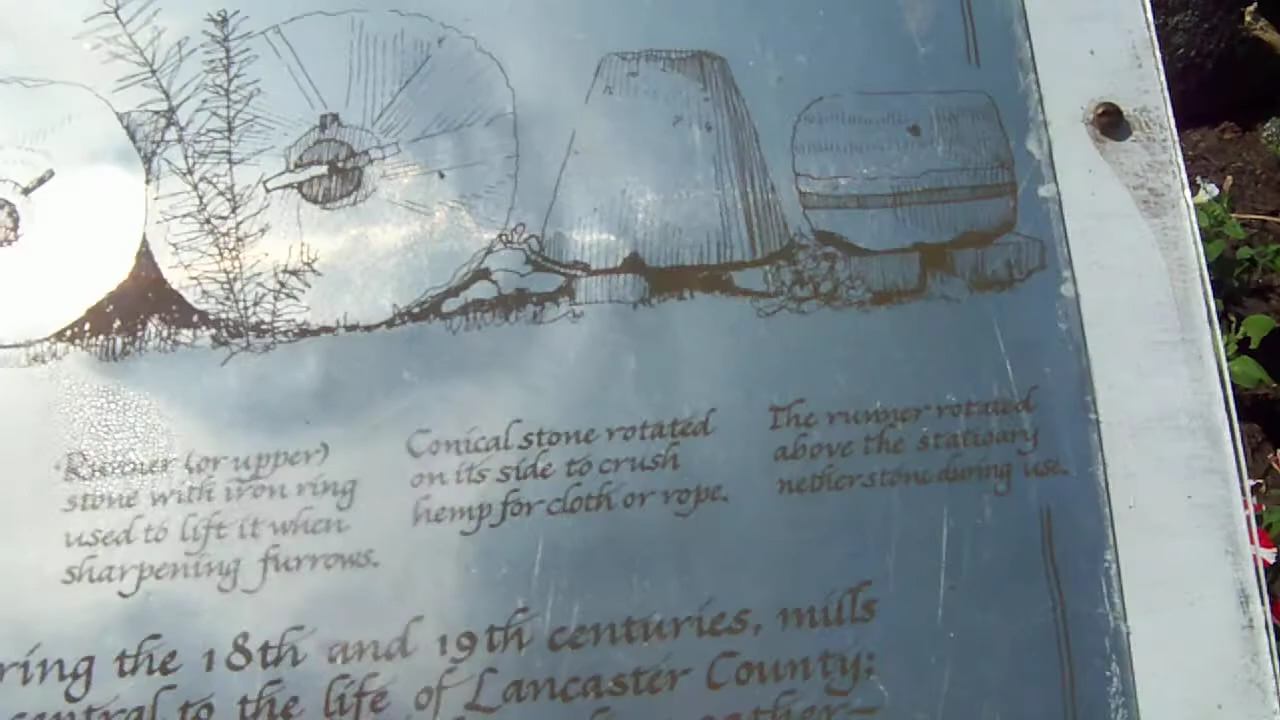 Runner (or upper)
stone with iron ring
used to lift it when
sharpening furrows.
Conical stone rotated
on its side to crush
hemp for cloth or rope.
The runner rotated
above the stationary
nether stone during use.
ring the 18th and 19th centuries, mills
central to the life of Lancaster County;